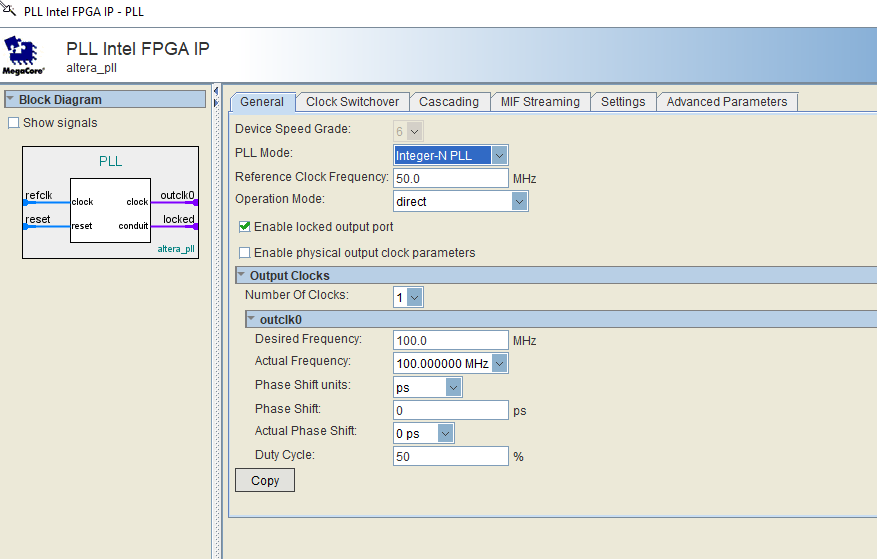 PLL Intel FPGA IP - PLL
PLL Intel FPGA IP
altera_pll
MegaCore®
Block Diagram
Show signals
PLL
refclk
clock
clock
outclk0
reset
reset
conduit
locked
altera_pll
General
Clock Switchover
Cascading
MIF Streaming
Settings
Advanced Parameters
Device Speed Grade: 6
PLL Mode: Integer-N PLL
Reference Clock Frequency: 50.0 MHz
Operation Mode: direct
Enable locked output port
Enable physical output clock parameters
Output Clocks
Number Of Clocks: 1
outclk0
Desired Frequency: 100.0 MHz
Actual Frequency: 100.000000 MHz
Phase Shift units: ps
Phase Shift: 0 ps
Actual Phase Shift: 0 ps
Duty Cycle: 50 %
Copy